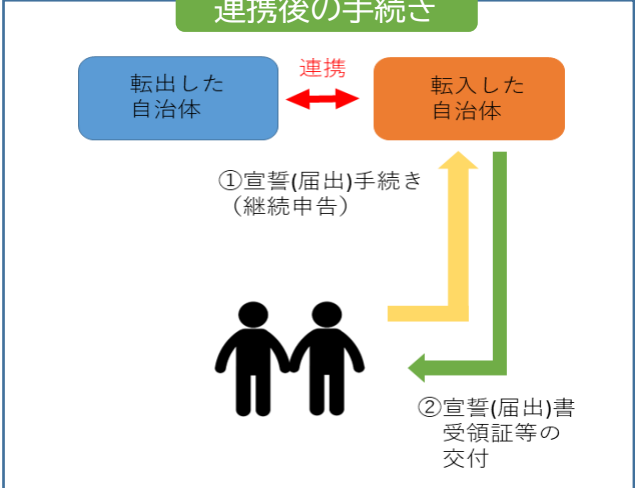 連携後の手続き
転出した
自治体
連携
転入した
自治体
①宣誓(届出)手続き
（継続申告）
②宣誓(届出)書
受領証等の
交付